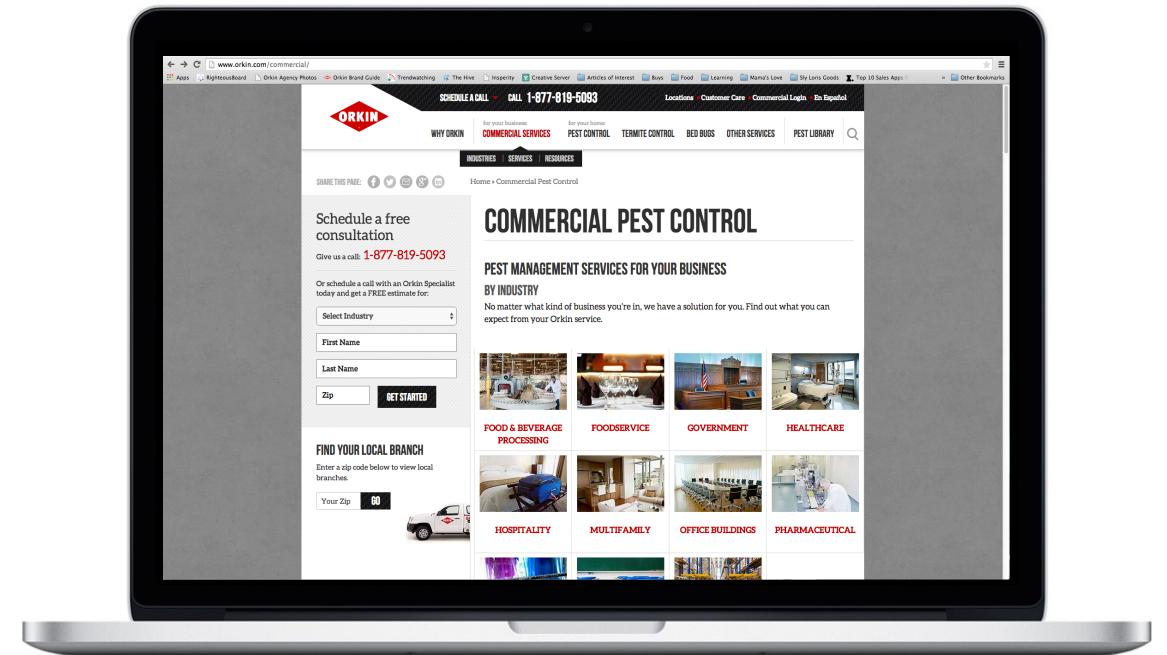 www.orkin.com/commercial/
Apps RighteousBoard Orkin Agency Photos Orkin Brand Guide Trendwatching The Hive Insperity Creative Server Articles of Interest Buys Food Learning Mama's Love Sly Loris Goods Top 10 Sales Apps » Other Bookmarks
SCHEDULE A CALL CALL 1-877-819-5093 Locations Customer Care Commercial Login En Español
ORKIN
for your business: for your home:
WHY ORKIN COMMERCIAL SERVICES PEST CONTROL TERMITE CONTROL BED BUGS OTHER SERVICES PEST LIBRARY
INDUSTRIES | SERVICES | RESOURCES
SHARE THIS PAGE:
Home » Commercial Pest Control
Schedule a free
consultation
Give us a call: 1-877-819-5093
Or schedule a call with an Orkin Specialist
today and get a FREE estimate for:
Select Industry
First Name
Last Name
Zip GET STARTED
FIND YOUR LOCAL BRANCH
Enter a zip code below to view local
branches.
Your Zip GO
COMMERCIAL PEST CONTROL
PEST MANAGEMENT SERVICES FOR YOUR BUSINESS
BY INDUSTRY
No matter what kind of business you're in, we have a solution for you. Find out what you can
expect from your Orkin service.
FOOD & BEVERAGE
PROCESSING
FOODSERVICE
GOVERNMENT
HEALTHCARE
HOSPITALITY
MULTIFAMILY
OFFICE BUILDINGS
PHARMACEUTICAL